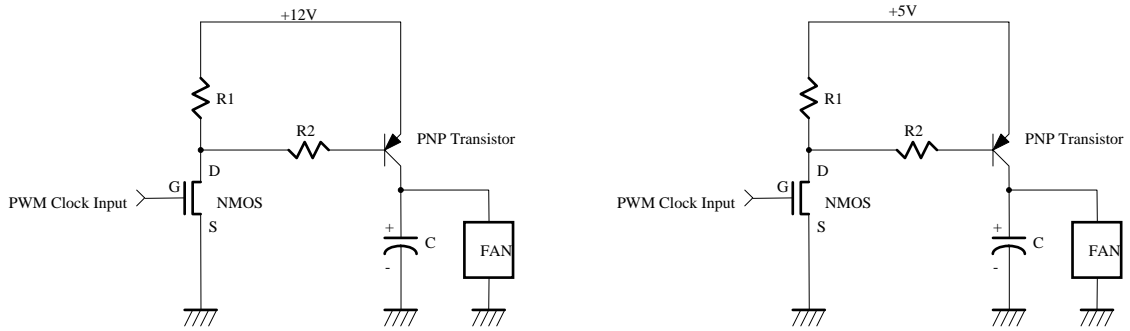 +12V
R1
R2
PNP Transistor
D
G
PWM Clock Input
NMOS
S
+
C
-
FAN
+5V
R1
R2
PNP Transistor
D
G
PWM Clock Input
NMOS
S
+
C
-
FAN